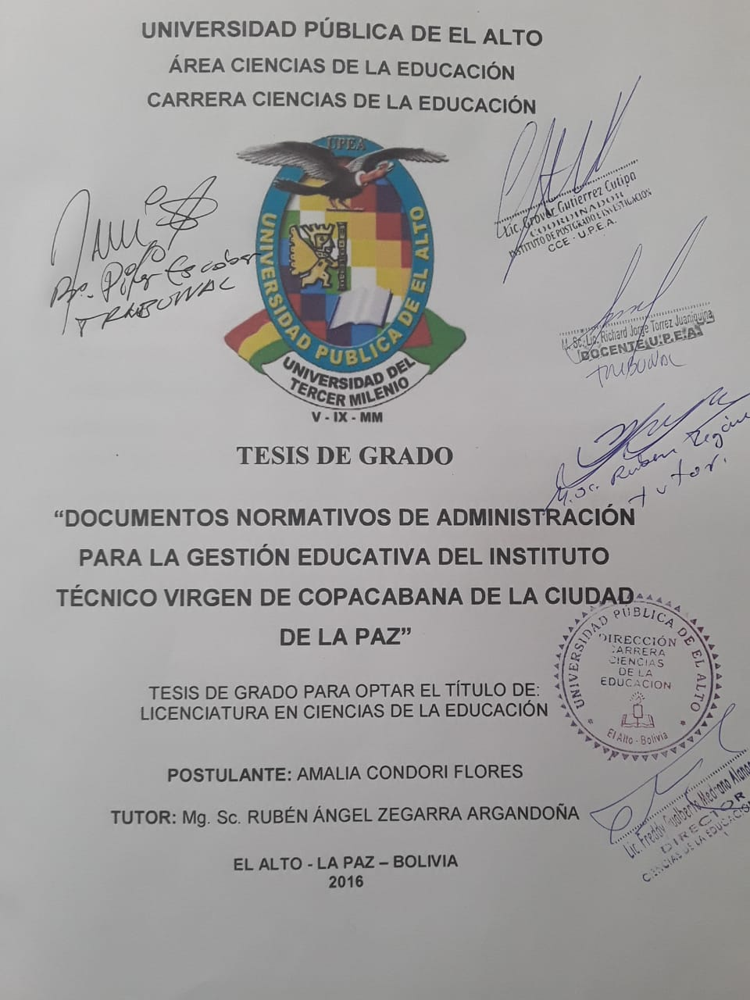 UNIVERSIDAD PÚBLICA DE EL ALTO
ÁREA CIENCIAS DE LA EDUCACIÓN
CARRERA CIENCIAS DE LA EDUCACIÓN
UPEA
UNIVERSIDAD PUBLICA DE EL ALTO
UNIVERSIDAD DEL
TERCER MILENIO
V - IX - MM
Escobar
TRIBUNAL
Lic. Grover Gutierrez Cutipa
COORDINADOR
INSTITUTO DE POSTGRADO E INVESTIGACIÓN
CCE - U.P.E.A.
M. Sc. Lic. Richard Jorge Torrez Juaniquina
DOCENTE U.P.E.A.
TRIBUNAL
M.Sc. Ruben
tutor.
TESIS DE GRADO
“DOCUMENTOS NORMATIVOS DE ADMINISTRACIÓN
PARA LA GESTIÓN EDUCATIVA DEL INSTITUTO
TÉCNICO VIRGEN DE COPACABANA DE LA CIUDAD
DE LA PAZ”
UNIVERSIDAD PÚBLICA DE EL ALTO
DIRECCIÓN
CARRERA
CIENCIAS
DE LA
EDUCACION
El Alto - Bolivia
TESIS DE GRADO PARA OPTAR EL TÍTULO DE:
LICENCIATURA EN CIENCIAS DE LA EDUCACIÓN
POSTULANTE: AMALIA CONDORI FLORES
TUTOR: Mg. Sc. RUBÉN ÁNGEL ZEGARRA ARGANDOÑA
Lic. Freddy Gualberto Medrano Alanoc
DIRECTOR
CIENCIAS DE LA EDUCACIÓN
EL ALTO - LA PAZ – BOLIVIA
2016